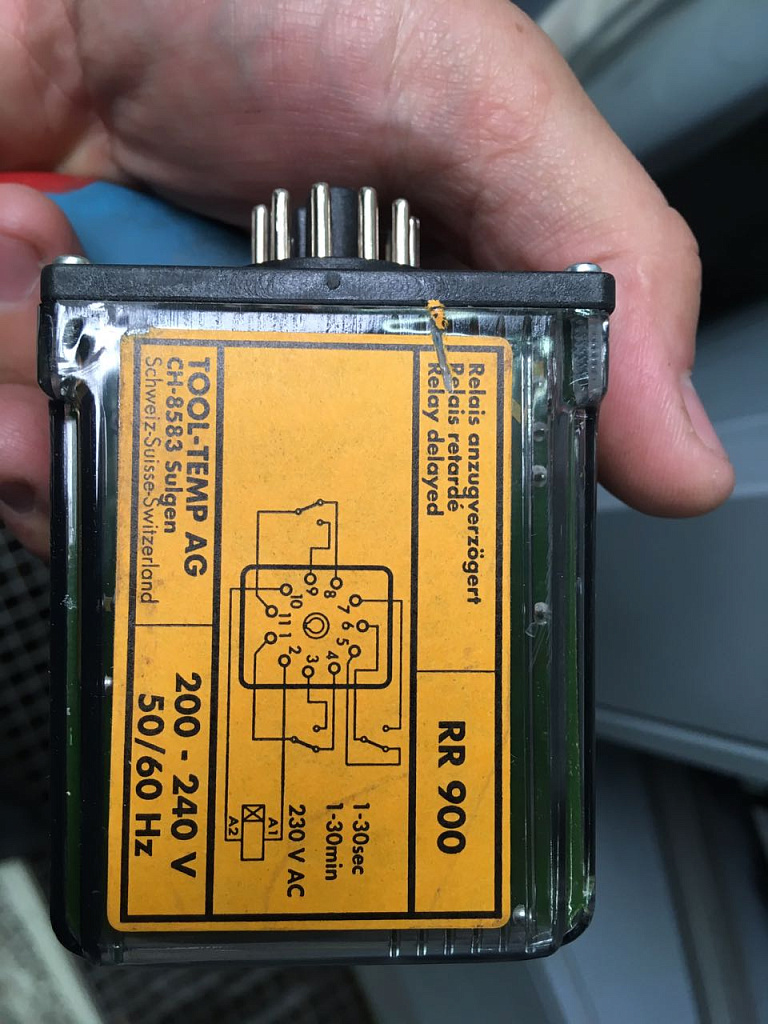 Relais anzugverzögert
Relais retardé
Relay delayed
RR 900
9
8
7
10
6
11
5
1
2
3
4
1-30sec
1-30min
230 V AC
A1
A2
TOOL-TEMP AG
CH-8583 Sulgen
Schweiz-Suisse-Switzerland
200 - 240 V
50/60 Hz